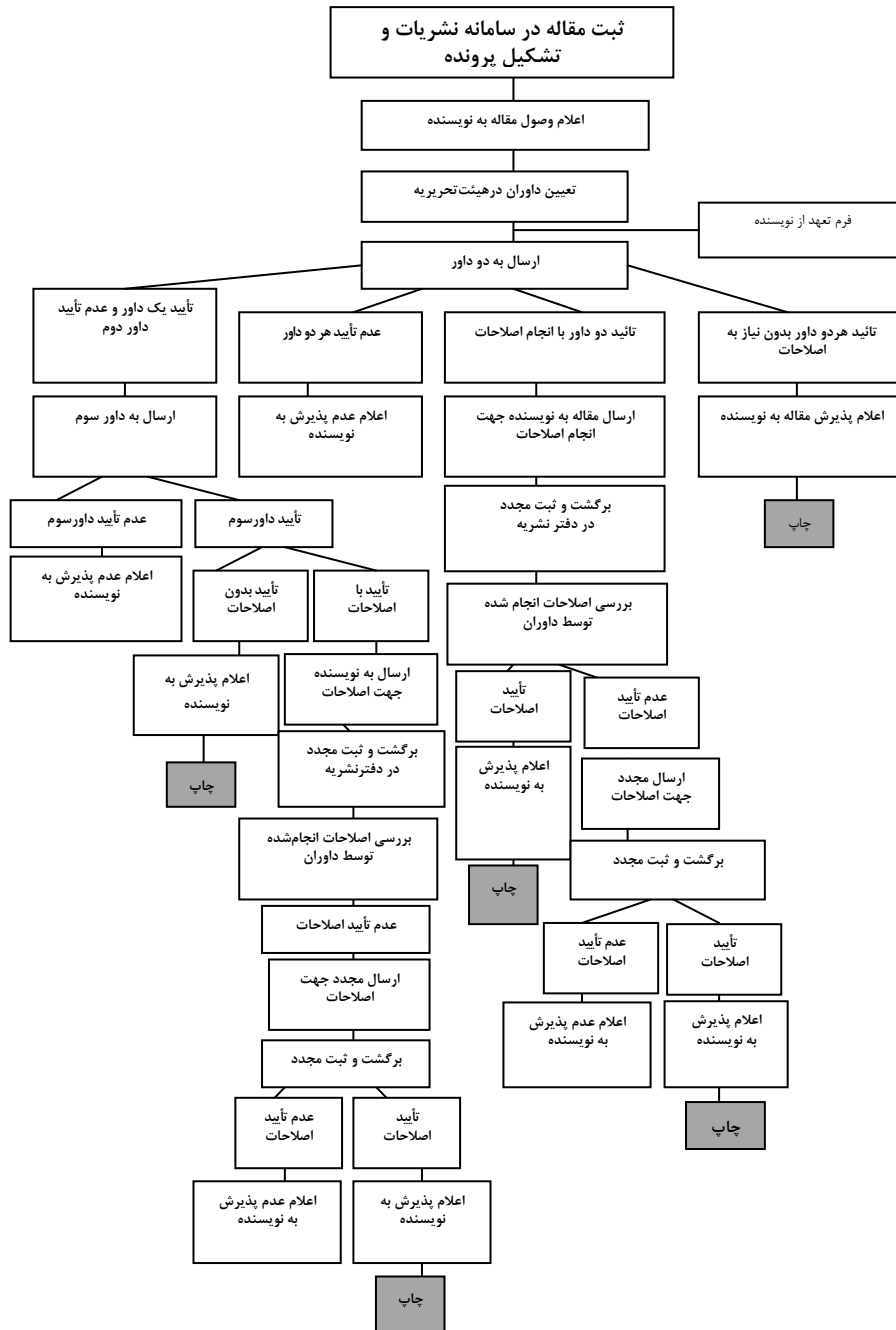 ثبت مقاله در سامانه نشریات و
تشکیل پرونده
اعلام وصول مقاله به نویسنده
تعیین داوران درهیئت‌تحریریه
فرم تعهد از نویسنده
ارسال به دو داور
تائید هردو داور بدون نیاز به
اصلاحات
تائید دو داور با انجام اصلاحات
عدم تأیید هر دو داور
تأیید یک داور و عدم تأیید
داور دوم
اعلام پذیرش مقاله به نویسنده
ارسال مقاله به نویسنده جهت
انجام اصلاحات
اعلام عدم پذیرش به
نویسنده
ارسال به داور سوم
چاپ
برگشت و ثبت مجدد
در دفتر نشریه
تأیید داورسوم
عدم تأیید داورسوم
بررسی اصلاحات انجام شده
توسط داوران
تأیید با
اصلاحات
تأیید بدون
اصلاحات
اعلام عدم پذیرش به
نویسنده
عدم تأیید
اصلاحات
تأیید
اصلاحات
ارسال به نویسنده
جهت اصلاحات
اعلام پذیرش به
نویسنده
ارسال مجدد
جهت اصلاحات
اعلام پذیرش
به نویسنده
برگشت و ثبت مجدد
در دفترنشریه
چاپ
برگشت و ثبت مجدد
چاپ
بررسی اصلاحات انجام‌شده
توسط داوران
تأیید
اصلاحات
عدم تأیید
اصلاحات
عدم تأیید اصلاحات
اعلام پذیرش
به نویسنده
اعلام عدم پذیرش
به نویسنده
ارسال مجدد جهت
اصلاحات
چاپ
برگشت و ثبت مجدد
تأیید
اصلاحات
عدم تأیید
اصلاحات
اعلام پذیرش به
نویسنده
اعلام عدم پذیرش
به نویسنده
چاپ